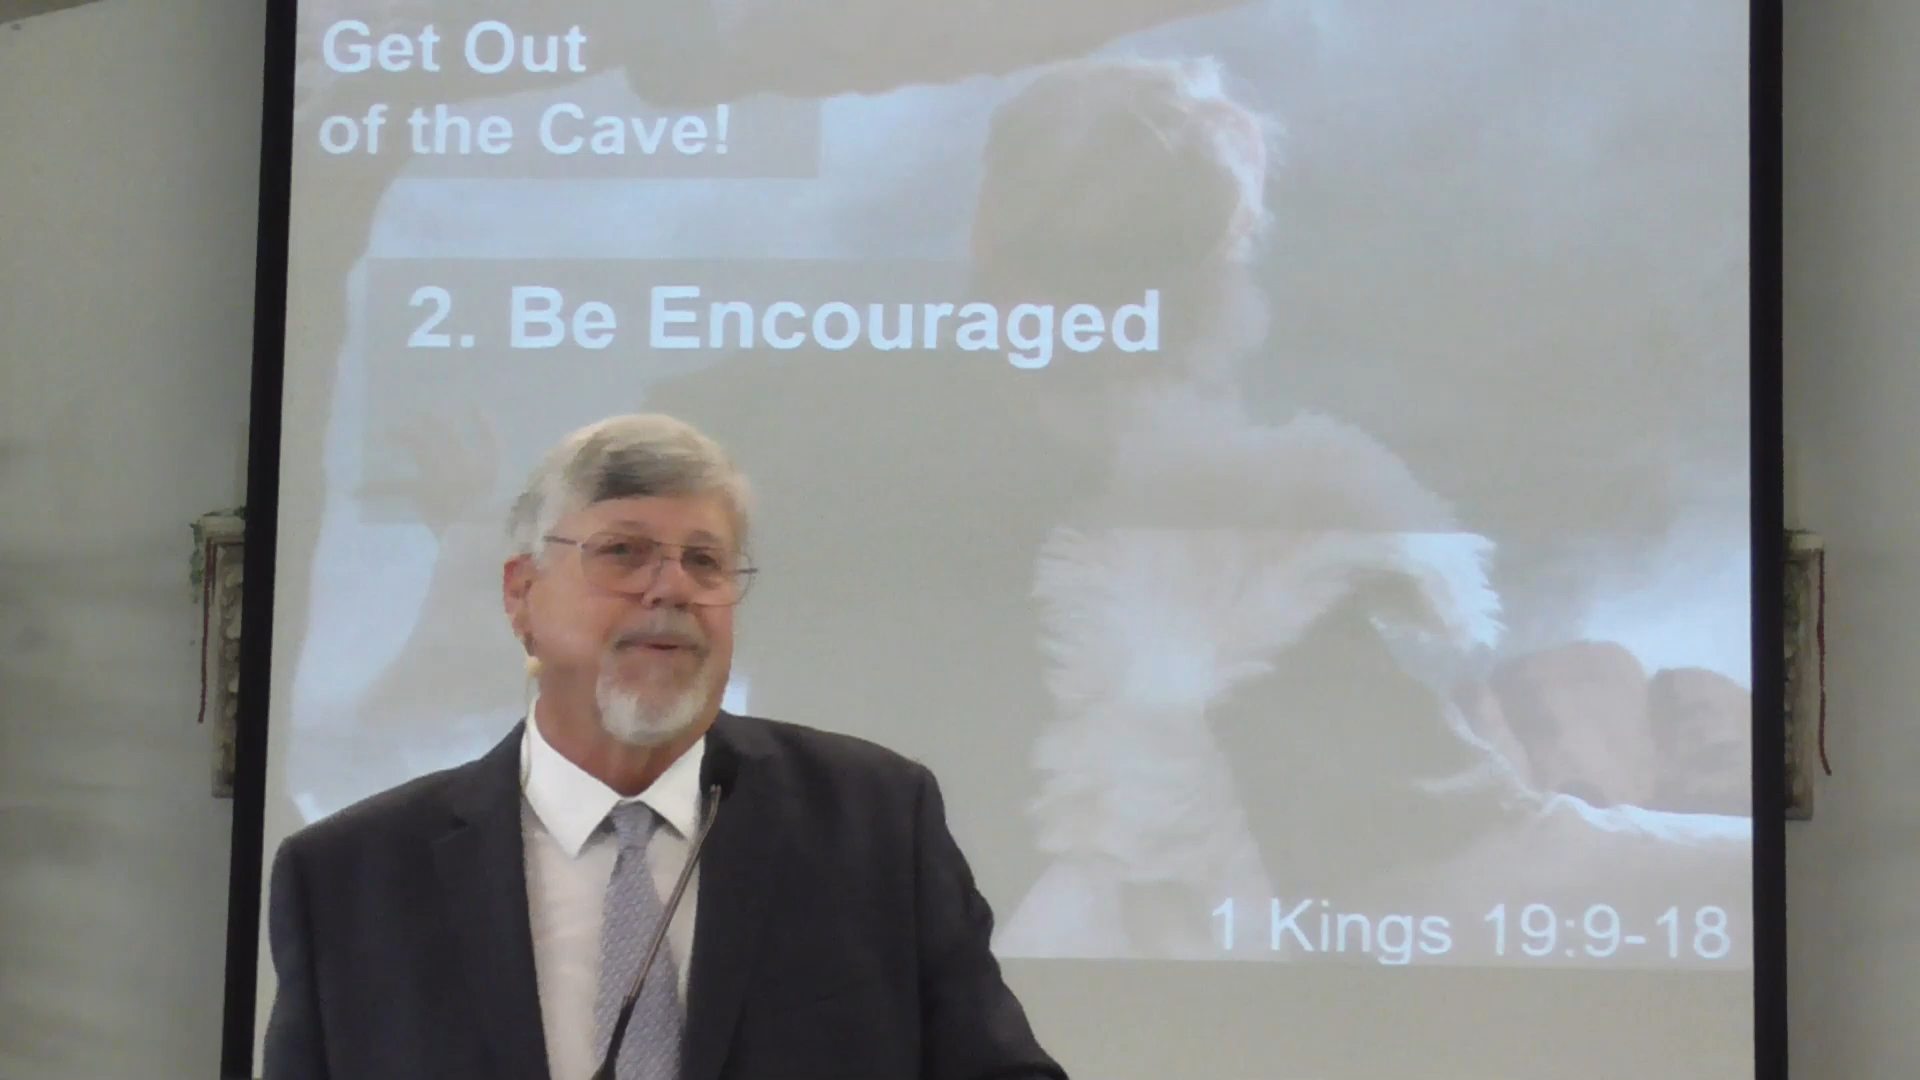 Get Out
of the Cave!
2. Be Encouraged
1 Kings 19:9-18